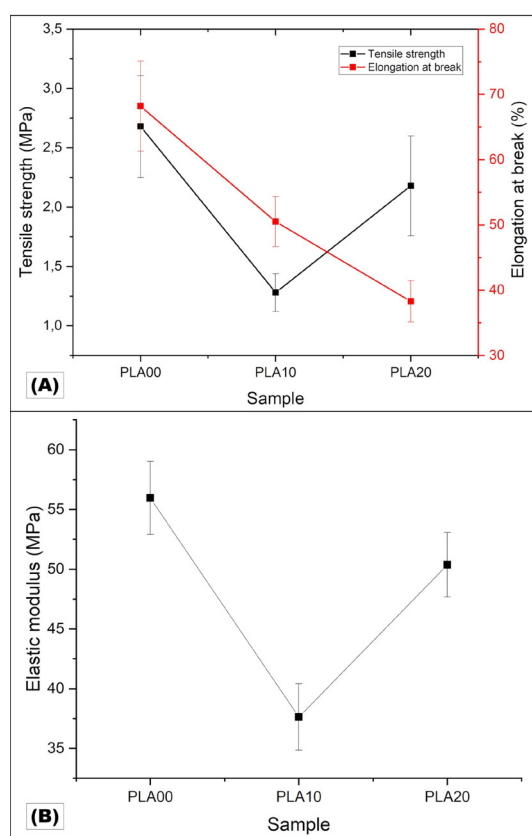 Tensile strength
Elongation at break
3,5
3,0
2,5
2,0
1,5
1,0
Tensile strength (MPa)
80
70
60
50
40
30
Elongation at break (%)
PLA00 PLA10 PLA20
Sample
(A)
60
55
50
45
40
35
Elastic modulus (MPa)
PLA00 PLA10 PLA20
Sample
(B)